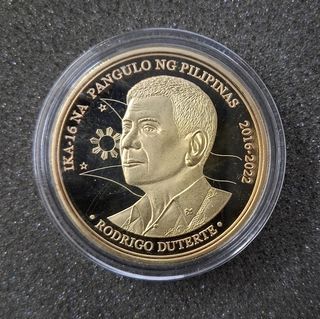 IKA-16 NA PANGULO NG PILIPINAS 2016-2022
• RODRIGO DUTERTE •